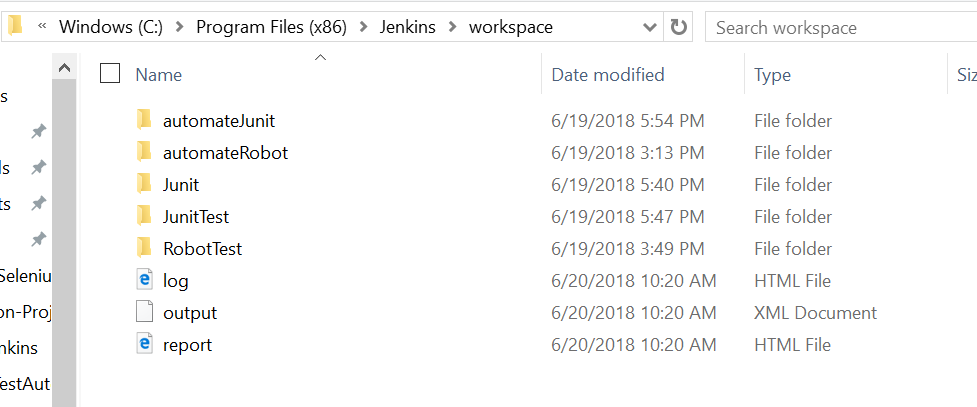 « Windows (C:) > Program Files (x86) > Jenkins > workspace Search workspace
Name Date modified Type Siz
automateJunit 6/19/2018 5:54 PM File folder
automateRobot 6/19/2018 3:13 PM File folder
Junit 6/19/2018 5:40 PM File folder
JunitTest 6/19/2018 5:47 PM File folder
RobotTest 6/19/2018 3:49 PM File folder
log 6/20/2018 10:20 AM HTML File
output 6/20/2018 10:20 AM XML Document
report 6/20/2018 10:20 AM HTML File
s
ls
ts
Seleniu
on-Proj
nkins
TestAut